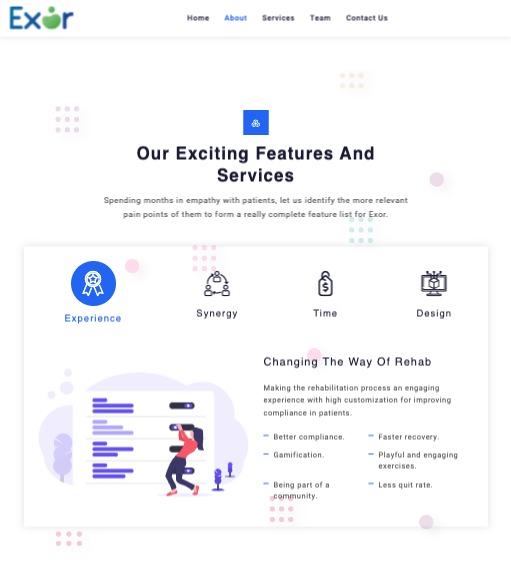 Exor
Home About Services Team Contact Us
Our Exciting Features And
Services
Spending months in empathy with patients, let us identify the more relevant
pain points of them to form a really complete feature list for Exor.
Experience
Synergy
Time
Design
Changing The Way Of Rehab
Making the rehabilitation process an engaging
experience with high customization for improving
compliance in patients.
Better compliance.
Faster recovery.
Gamification.
Playful and engaging
exercises.
Being part of a
community.
Less quit rate.